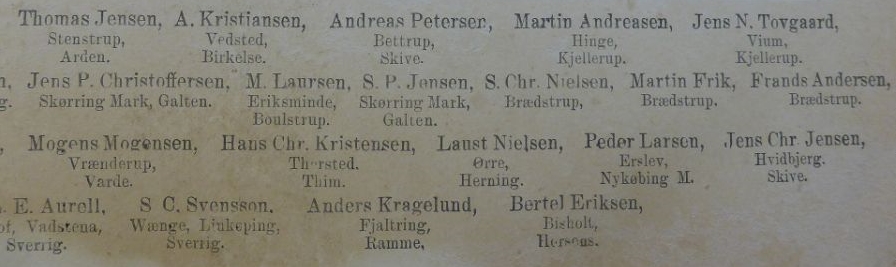 Thomas Jensen, A. Kristiansen, Andreas Petersen, Martin Andreasen, Jens N. Tovgaard,
Stenstrup, Vedsted, Bettrup, Hinge, Vium,
Arden. Birkelse. Skive. Kjellerup. Kjellerup.
Jens P. Christoffersen, M. Laursen, S. P. Jensen, S. Chr. Nielsen, Martin Frik, Frands Andersen,
Skørring Mark, Galten. Eriksminde, Skørring Mark, Brædstrup, Brædstrup. Brædstrup.
Boulstrup. Galten.
Mogens Mogensen, Hans Chr. Kristensen, Laust Nielsen, Peder Larsen, Jens Chr. Jensen,
Vrænderup, Thorsted. Ørre, Erslev, Hvidbjerg.
Varde. Thim. Herning. Nykøbing M. Skive.
E. Aurell, S C. Svensson. Anders Kragelund, Bertel Eriksen,
Vadstena, Wænge, Linkøping, Fjaltring, Bisholt,
Sverrig. Sverrig. Ramme, Horsens.